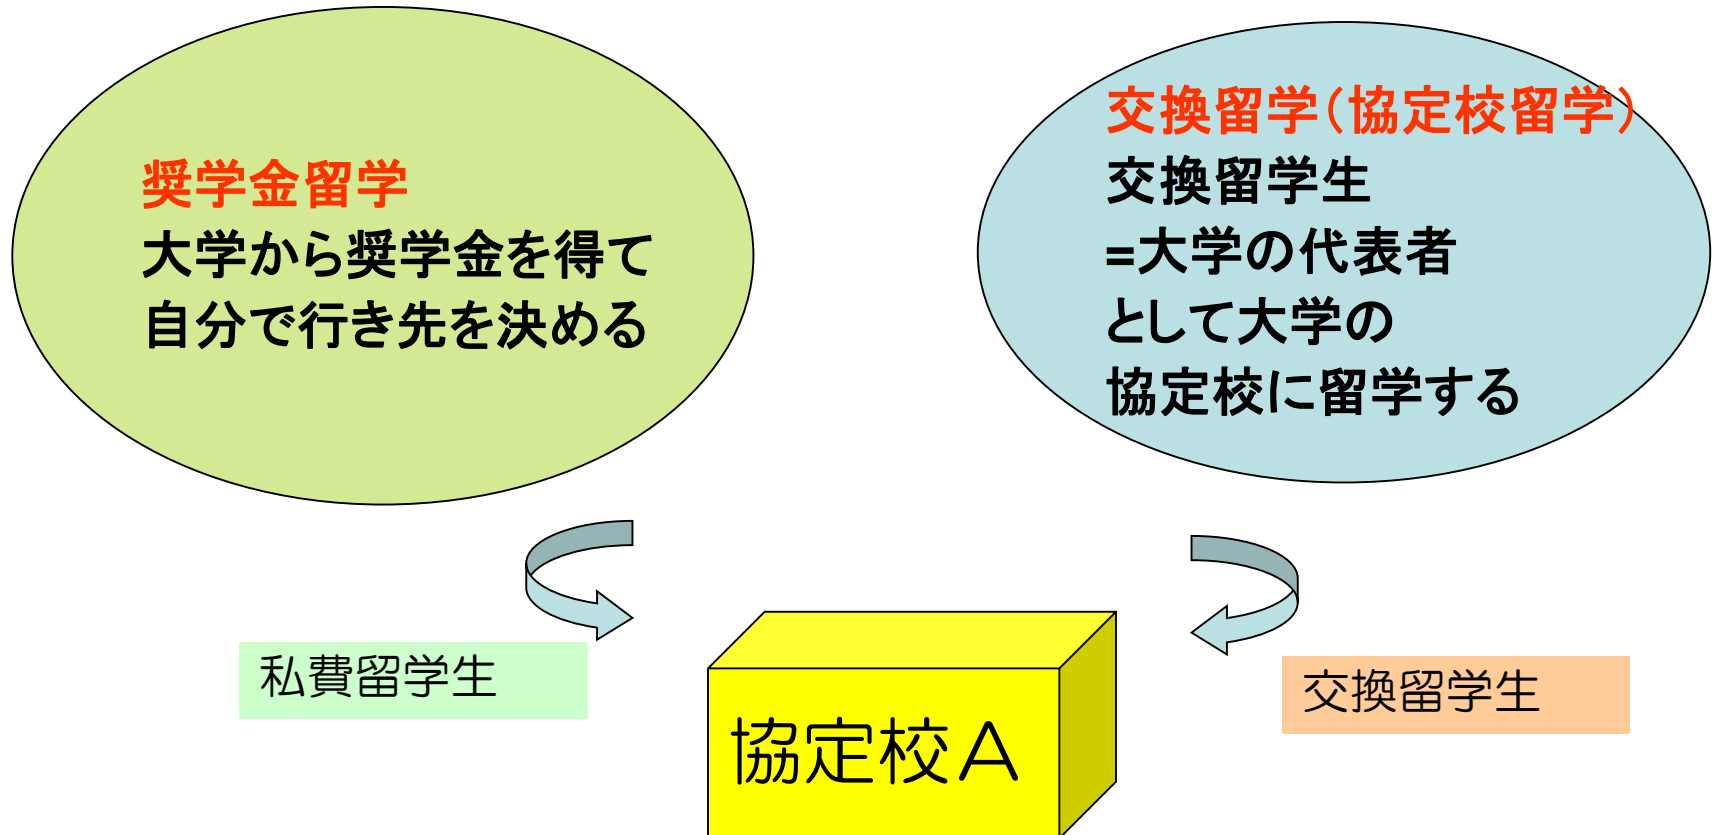 奨学金留学
大学から奨学金を得て
自分で行き先を決める
交換留学(協定校留学)
交換留学生
=大学の代表者
として大学の
協定校に留学する
私費留学生
協定校A
交換留学生